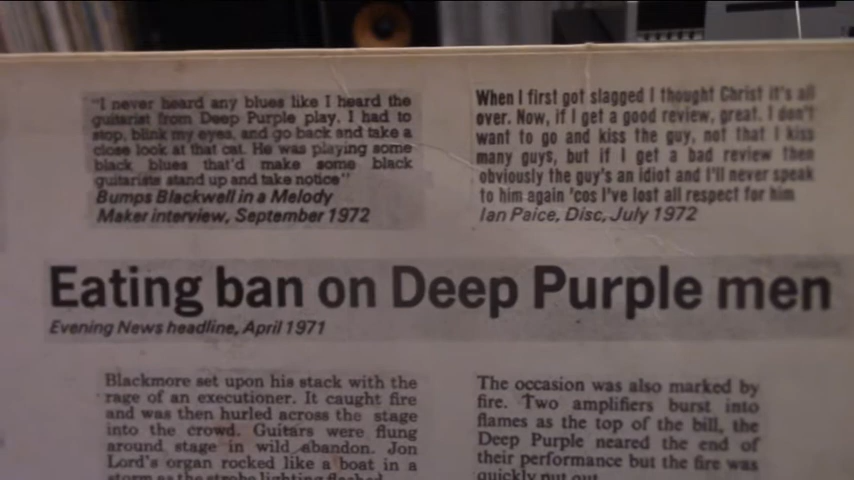 "I never heard any blues like I heard the
guitarist from Deep Purple play. I had to
stop, blink my eyes, and go back and take a
close look at that cat. He was playing some
black blues that'd make some black
guitarists stand up and take notice"
Bumps Blackwell in a Melody
Maker interview, September 1972
When I first got slagged I thought Christ it's all
over. Now, if I get a good review, great. I don't
want to go and kiss the guy, not that I kiss
many guys, but if I get a bad review then
obviously the guy's an idiot and I'll never speak
to him again 'cos I've lost all respect for him
Ian Paice, Disc, July 1972
Eating ban on Deep Purple men
Evening News headline, April 1971
Blackmore set upon his stack with the
rage of an executioner. It caught fire
and was then hurled across the stage
into the crowd. Guitars were flung
around stage in wild abandon. Jon
Lord's organ rocked like a boat in a
storm as the strobe lighting flashed
The occasion was also marked by
fire. Two amplifiers burst into
flames as the top of the bill, the
Deep Purple neared the end of
their performance but the fire was
quickly put out